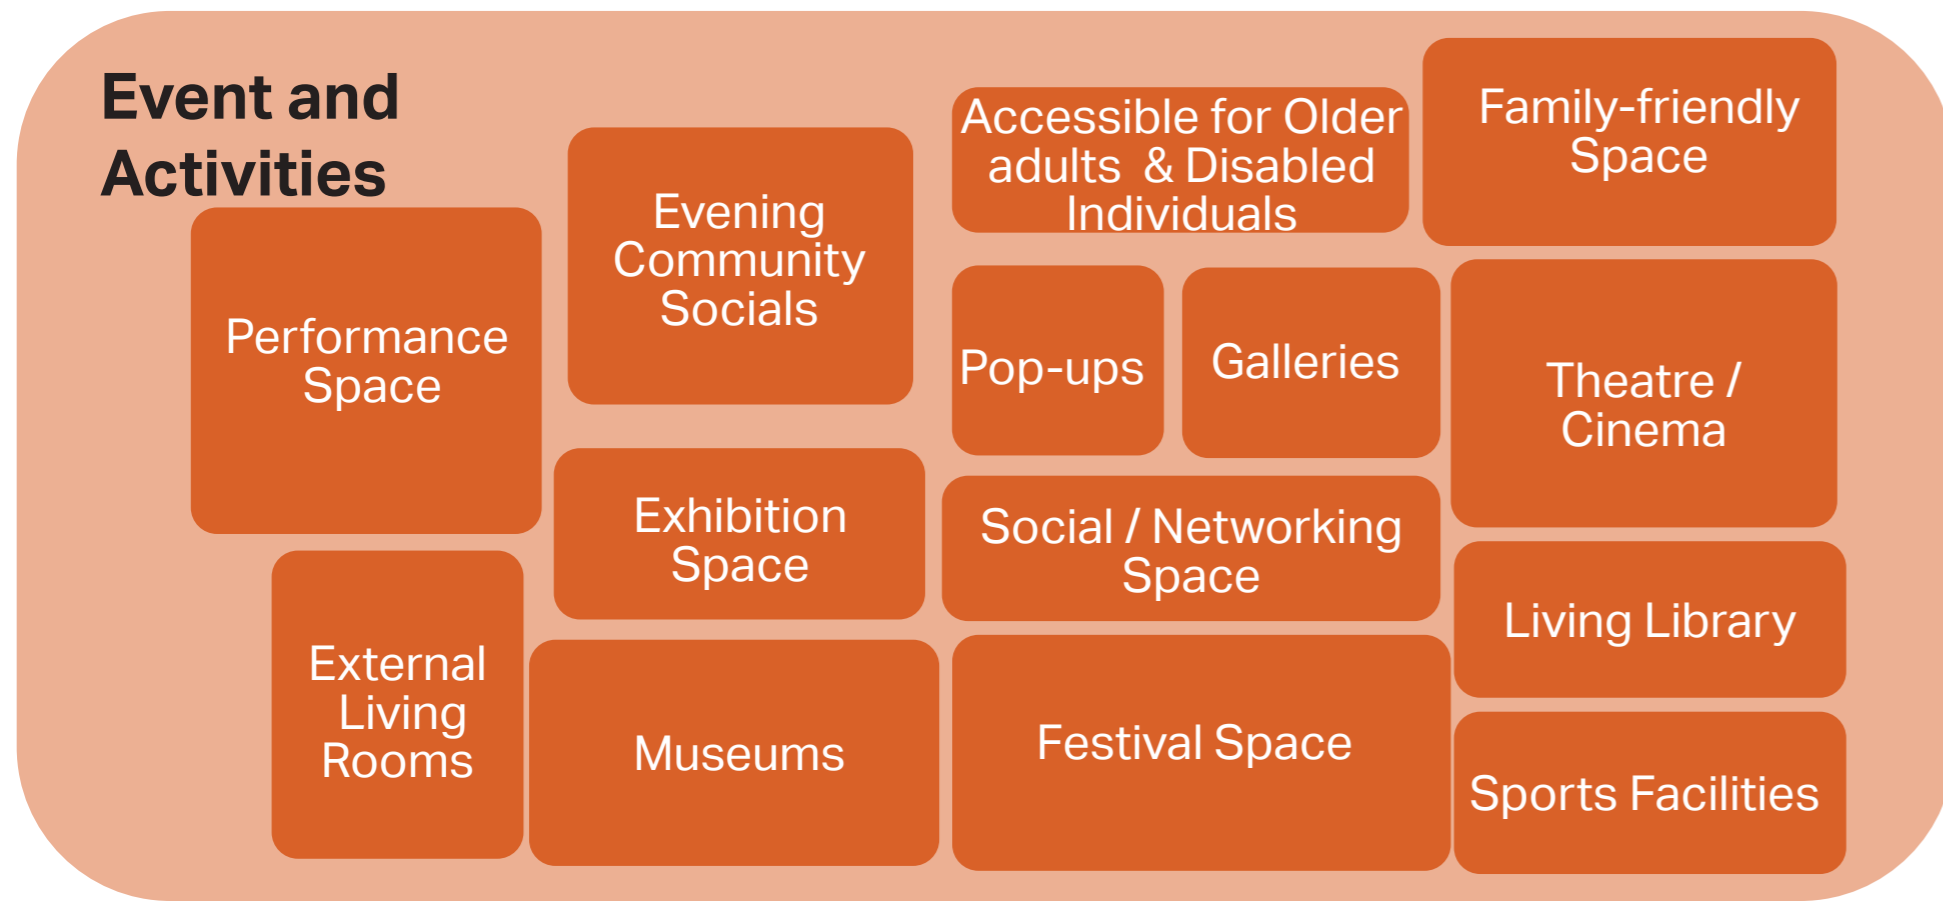 Event and
Activities
Performance
Space
Evening
Community
Socials
Accessible for Older
adults & Disabled
Individuals
Family-friendly
Space
Pop-ups
Galleries
Theatre /
Cinema
Exhibition
Space
Social / Networking
Space
External
Living
Rooms
Museums
Festival Space
Living Library
Sports Facilities